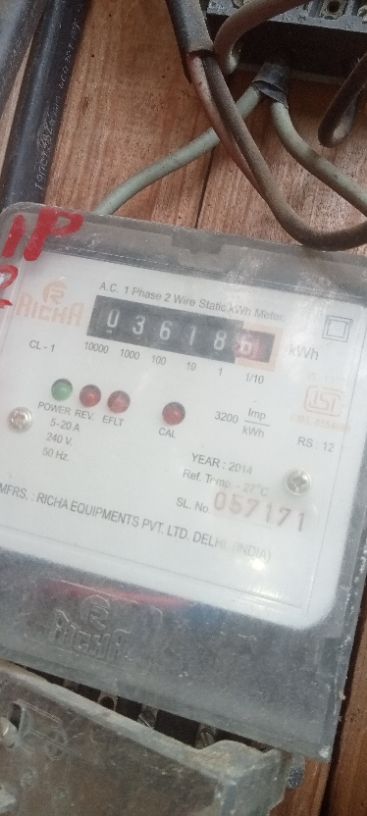 1P
2
RICHA
A.C. 1 Phase 2 Wire Static kWh Meter
036186
kWh
CL - 1
10000 1000 100 10 1 1/10
POWER REV. EFLT
CAL
3200 Imp/kWh
5-20 A
240 V.
50 Hz.
RS : 12
YEAR : 2014
Ref. Temp. - 27°C
SL. No. 057171
MFRS. : RICHA EQUIPMENTS PVT. LTD. DELHI (INDIA)
RICHA